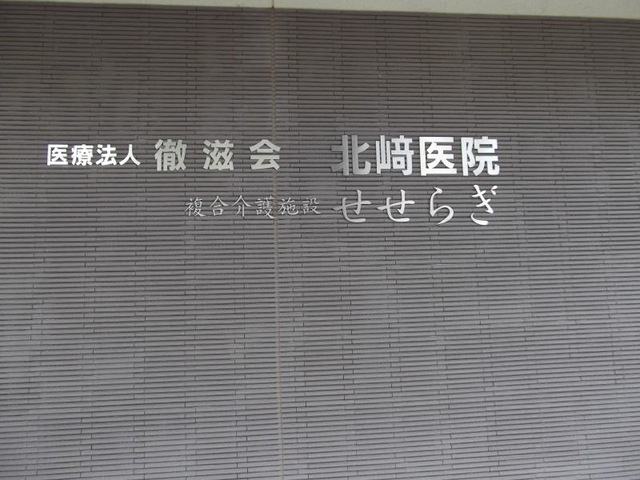 医療法人 徹滋会 北﨑医院
複合介護施設 せせらぎ